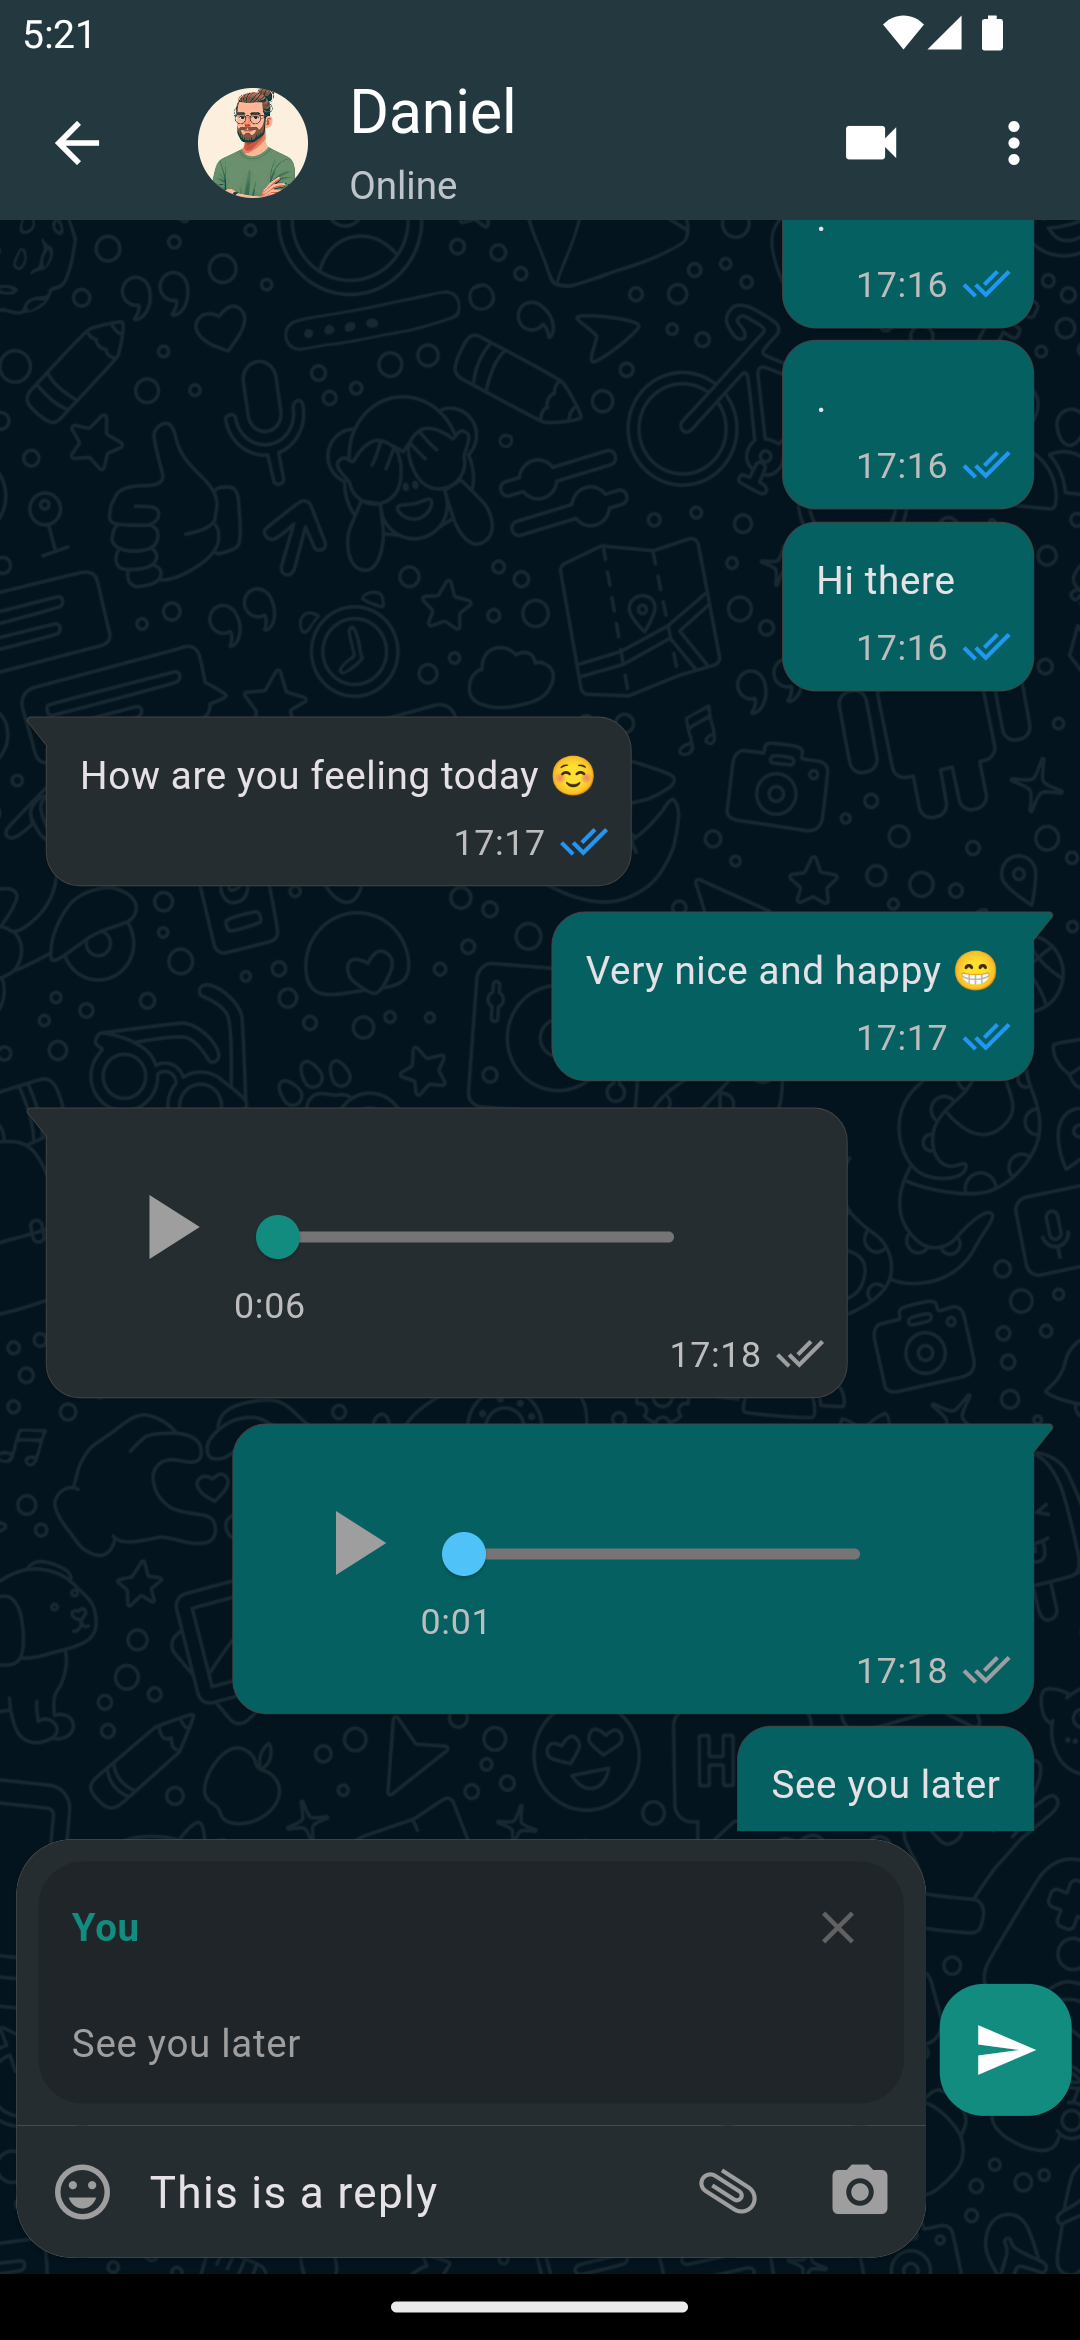 5:21
Daniel
Online
.
17:16
.
17:16
Hi there
17:16
How are you feeling today ☺️
17:17
Very nice and happy 😁
17:17
0:06
17:18
0:01
17:18
See you later
You
See you later
This is a reply